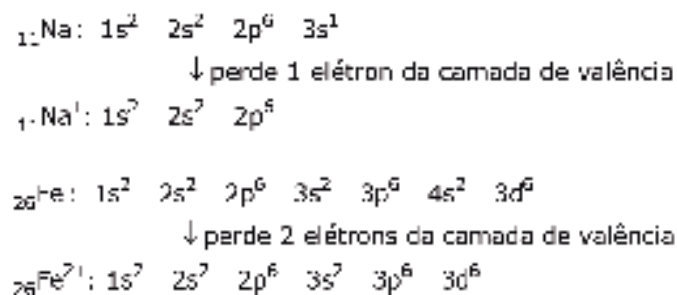 ₁₁Na: 1s² 2s² 2p⁶ 3s¹
↓ perde 1 elétron da camada de valência
₁₁Na⁺: 1s² 2s² 2p⁶
₂₆Fe: 1s² 2s² 2p⁶ 3s² 3p⁶ 4s² 3d⁶
↓ perde 2 elétrons da camada de valência
₂₆Fe²⁺: 1s² 2s² 2p⁶ 3s² 3p⁶ 3d⁶